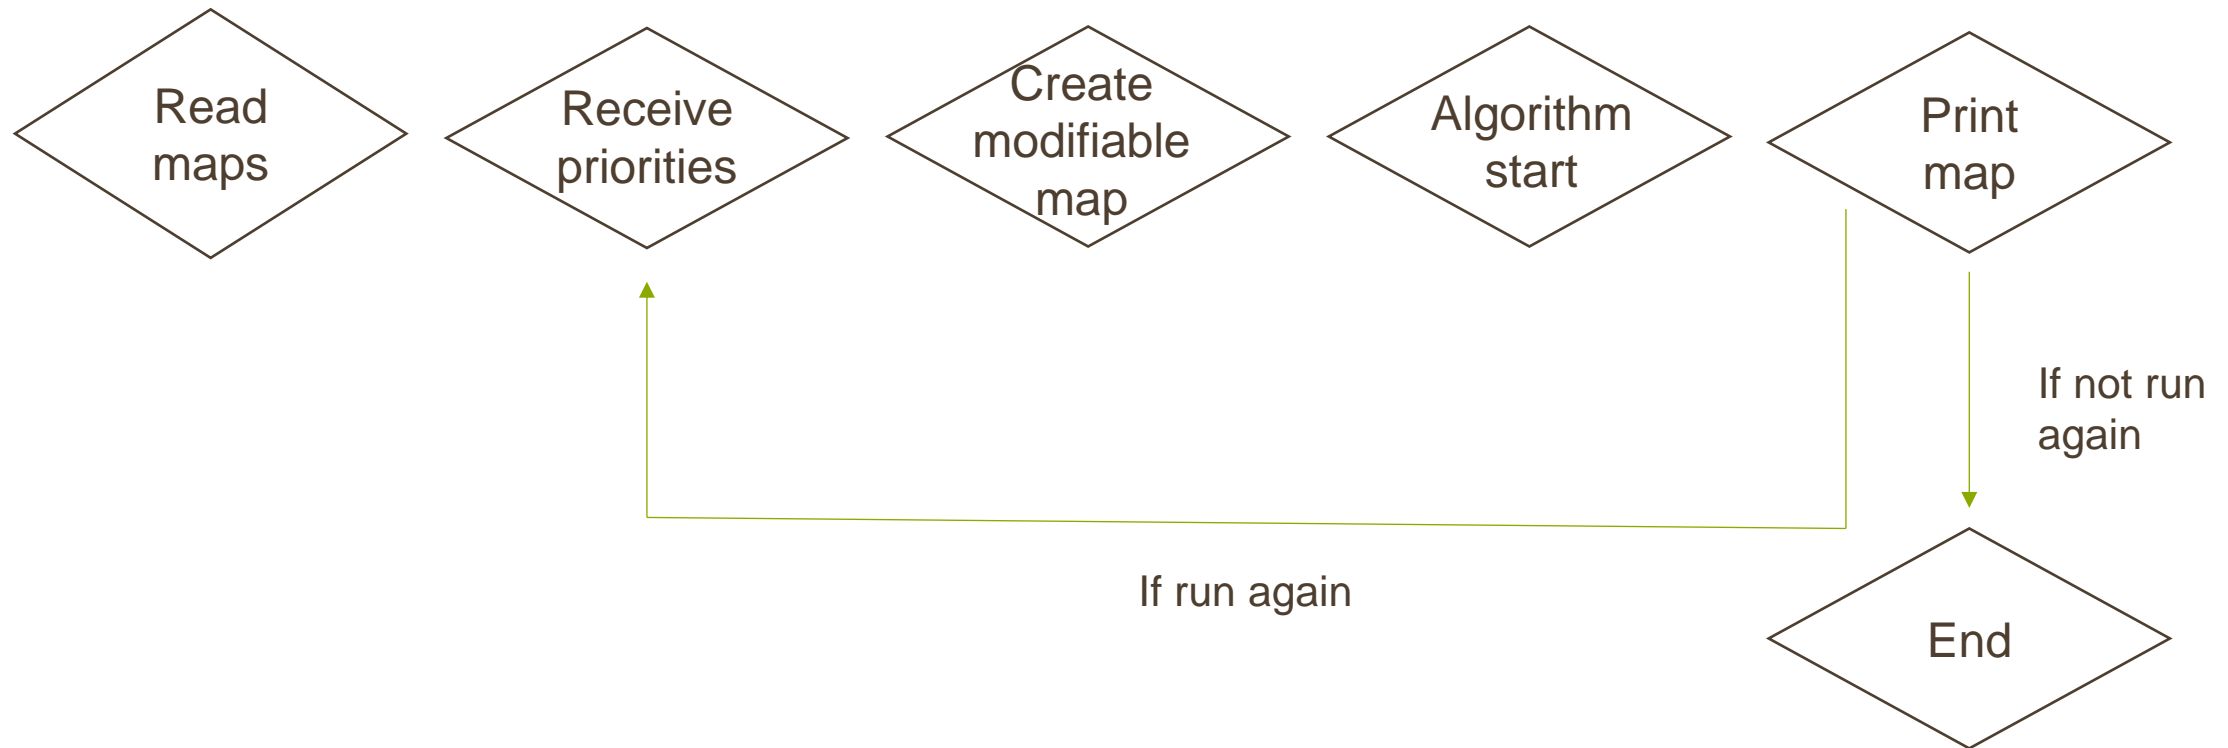 Read
maps
Receive
priorities
Create
modifiable
map
Algorithm
start
Print
map
If not run
again
If run again
End